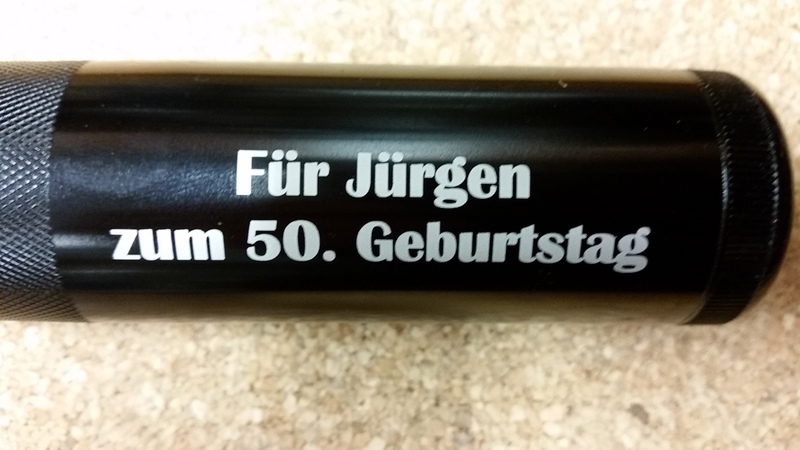 Für Jürgen
zum 50. Geburtstag